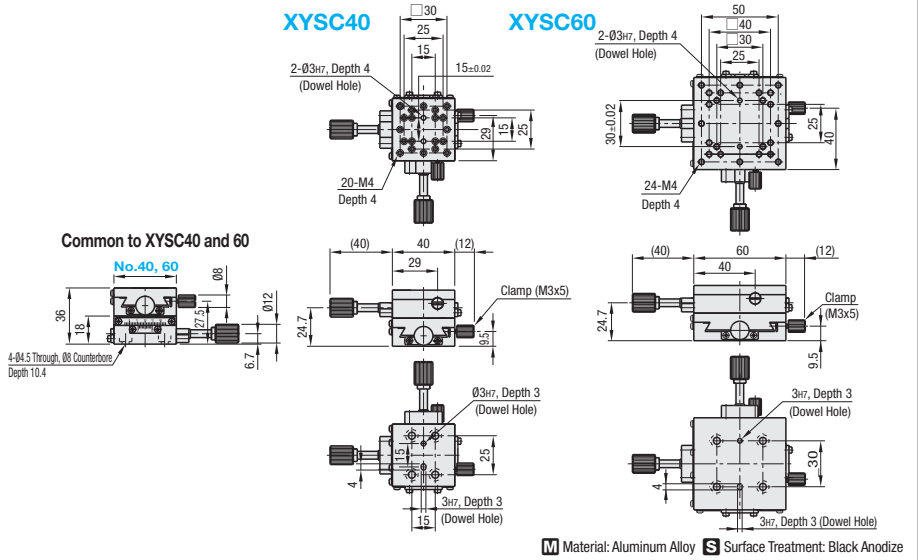 XYSC40
□30
25
15
2-Ø3H7, Depth 4
(Dowel Hole)
15±0.02
15
25
29
20-M4
Depth 4
XYSC60
50
□40
□30
25
2-Ø3H7, Depth 4
(Dowel Hole)
30±0.02
25
40
24-M4
Depth 4
Common to XYSC40 and 60
No.40, 60
Ø8
Ø12
36
18
27.5
6.7
4-Ø4.5 Through, Ø8 Counterbore
Depth 10.4
(40)
40
(12)
29
Clamp (M3x5)
24.7
9.5
(40)
60
(12)
40
Clamp
(M3x5)
24.7
9.5
Ø3H7, Depth 3
(Dowel Hole)
15
25
4
3H7, Depth 3
(Dowel Hole)
15
3H7, Depth 3
(Dowel Hole)
30
4
3H7, Depth 3 (Dowel Hole)
M Material: Aluminum Alloy S Surface Treatment: Black Anodize